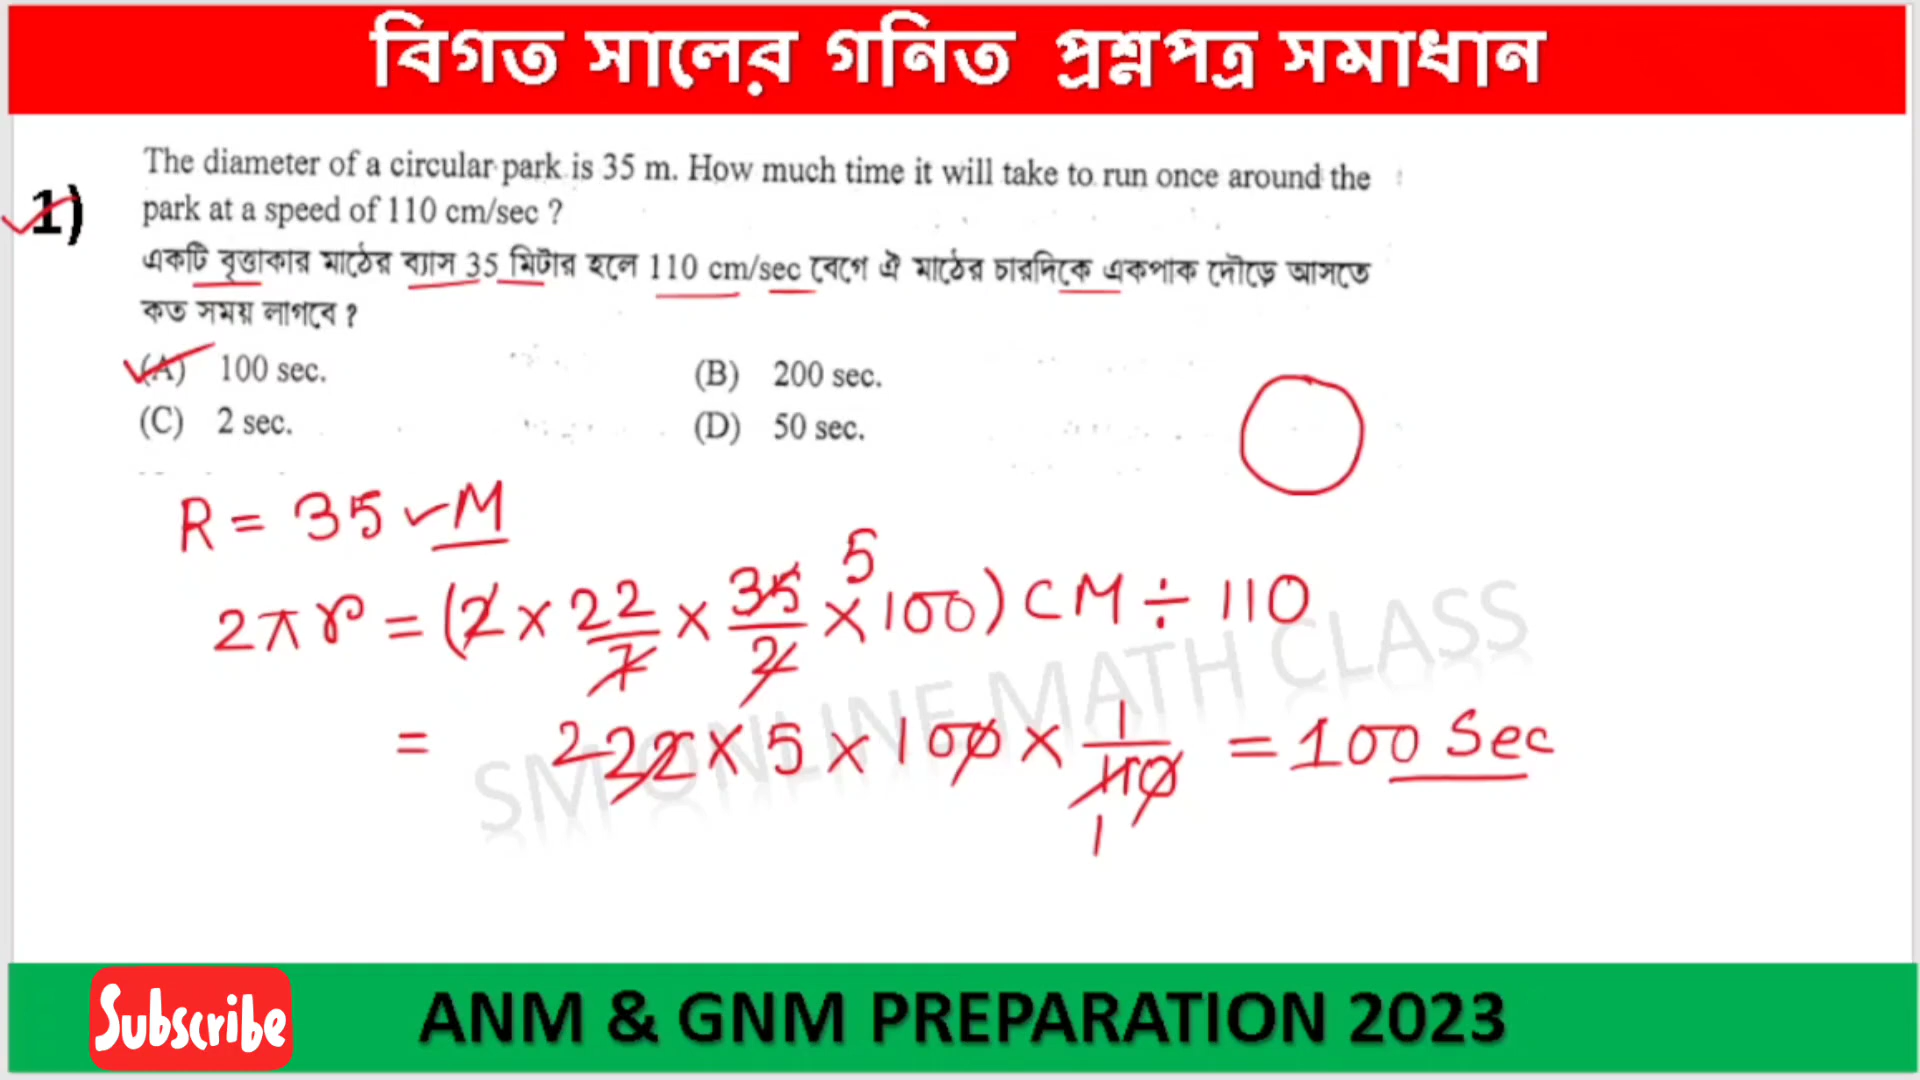 বিগত সালের গনিত প্রশ্নপত্র সমাধান
1)
The diameter of a circular park is 35 m. How much time it will take to run once around the
park at a speed of 110 cm/sec ?
একটি বৃত্তাকার মাঠের ব্যাস 35 মিটার হলে 110 cm/sec বেগে ঐ মাঠের চারদিকে একপাক দৌড়ে আসতে
কত সময় লাগবে ?
(A) 100 sec. (B) 200 sec.
(C) 2 sec. (D) 50 sec.
R = 35 M
5
2πr = (2 × 22/7 × 35/2 × 100) CM ÷ 110
= 2 22 × 5 × 100 × 1/110 = 100 Sec
1
SM ONLINE MATH CLASS
Subscribe
ANM & GNM PREPARATION 2023